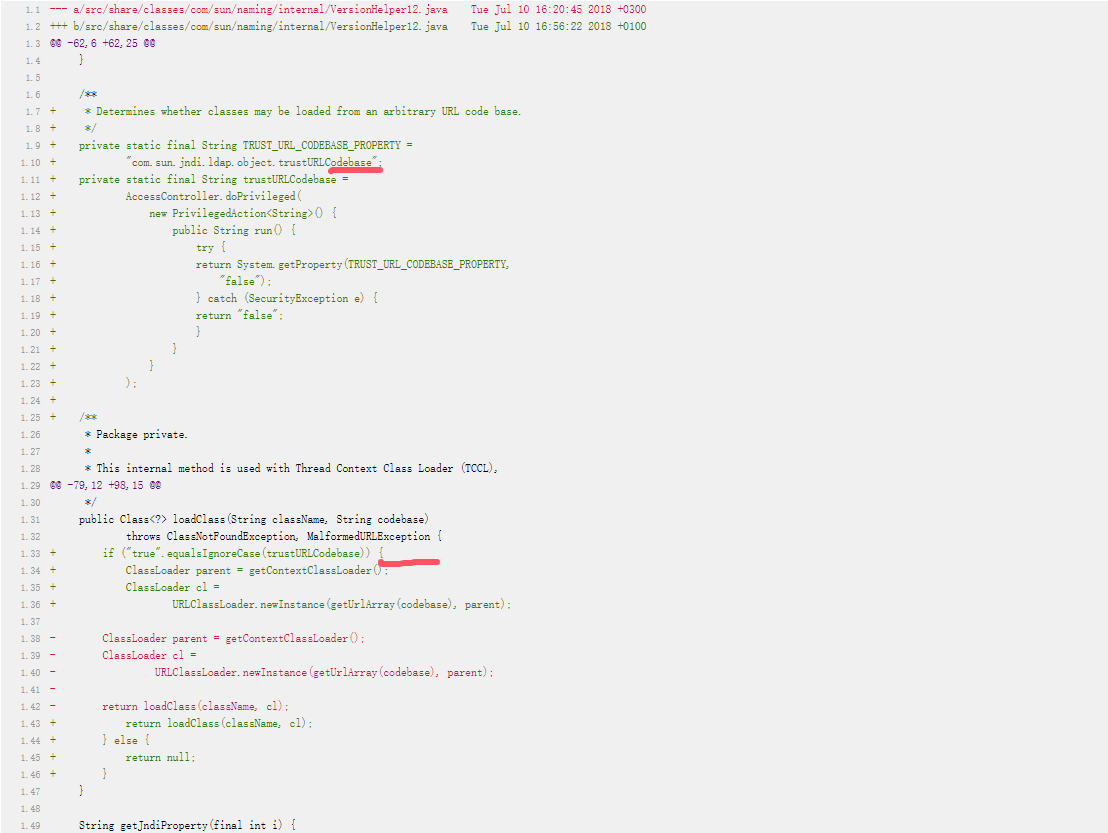 1.1 --- a/src/share/classes/com/sun/naming/internal/VersionHelper12.java    Tue Jul 10 16:20:45 2018 +0300
1.2 +++ b/src/share/classes/com/sun/naming/internal/VersionHelper12.java    Tue Jul 10 16:56:22 2018 +0100
1.3 @@ -62,6 +62,25 @@
1.4      }
1.5
1.6      /**
1.7 +     * Determines whether classes may be loaded from an arbitrary URL code base.
1.8 +     */
1.9 +    private static final String TRUST_URL_CODEBASE_PROPERTY =
1.10 +            "com.sun.jndi.ldap.object.trustURLCodebase";
1.11 +    private static final String trustURLCodebase =
1.12 +            AccessController.doPrivileged(
1.13 +                new PrivilegedAction<String>() {
1.14 +                    public String run() {
1.15 +                        try {
1.16 +                        return System.getProperty(TRUST_URL_CODEBASE_PROPERTY,
1.17 +                            "false");
1.18 +                        } catch (SecurityException e) {
1.19 +                        return "false";
1.20 +                        }
1.21 +                    }
1.22 +                }
1.23 +            );
1.24 +
1.25 +    /**
1.26       * Package private.
1.27       *
1.28       * This internal method is used with Thread Context Class Loader (TCCL),
1.29 @@ -79,12 +98,15 @@
1.30       */
1.31      public Class<?> loadClass(String className, String codebase)
1.32              throws ClassNotFoundException, MalformedURLException {
1.33 +        if ("true".equalsIgnoreCase(trustURLCodebase)) {
1.34 +            ClassLoader parent = getContextClassLoader();
1.35 +            ClassLoader cl =
1.36 +                    URLClassLoader.newInstance(getUrlArray(codebase), parent);
1.37
1.38 -        ClassLoader parent = getContextClassLoader();
1.39 -        ClassLoader cl =
1.40 -                 URLClassLoader.newInstance(getUrlArray(codebase), parent);
1.41 -
1.42 -        return loadClass(className, cl);
1.43 +            return loadClass(className, cl);
1.44 +        } else {
1.45 +            return null;
1.46 +        }
1.47      }
1.48
1.49      String getJndiProperty(final int i) {